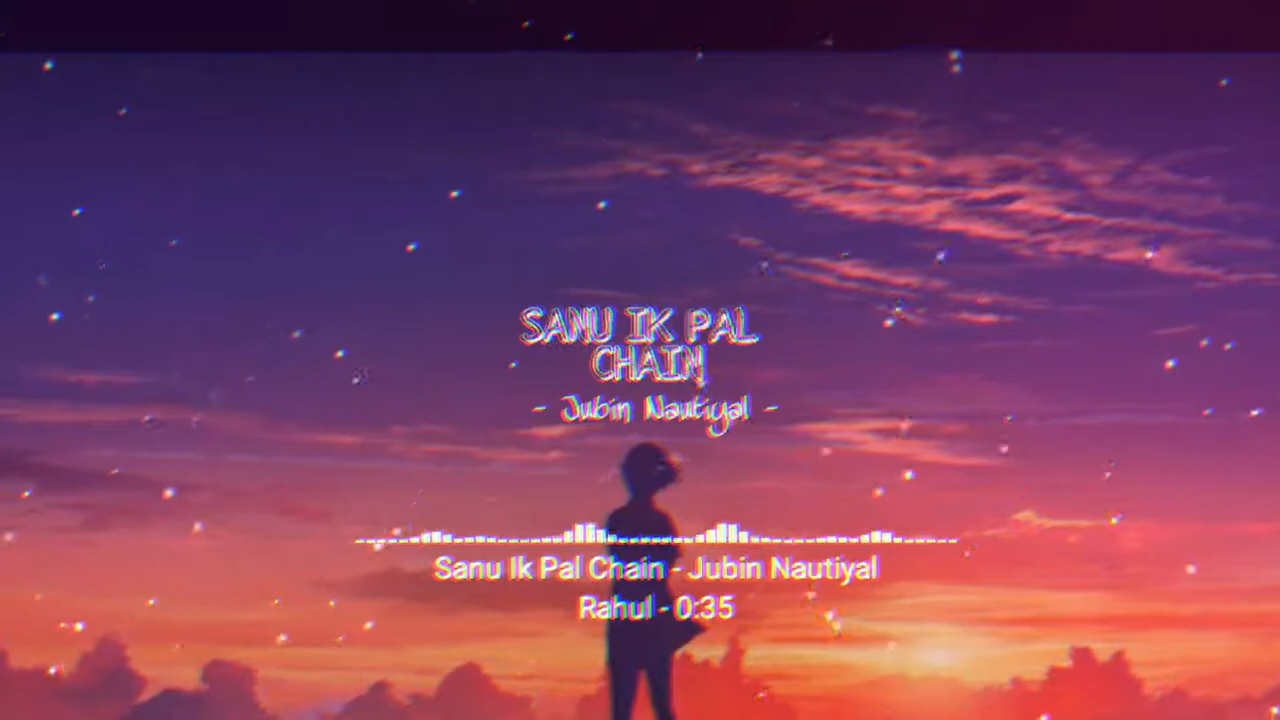 SANU IK PAL
CHAIN
- Jubin Nautiyal -
Sanu Ik Pal Chain - Jubin Nautiyal
Rahul - 0:35